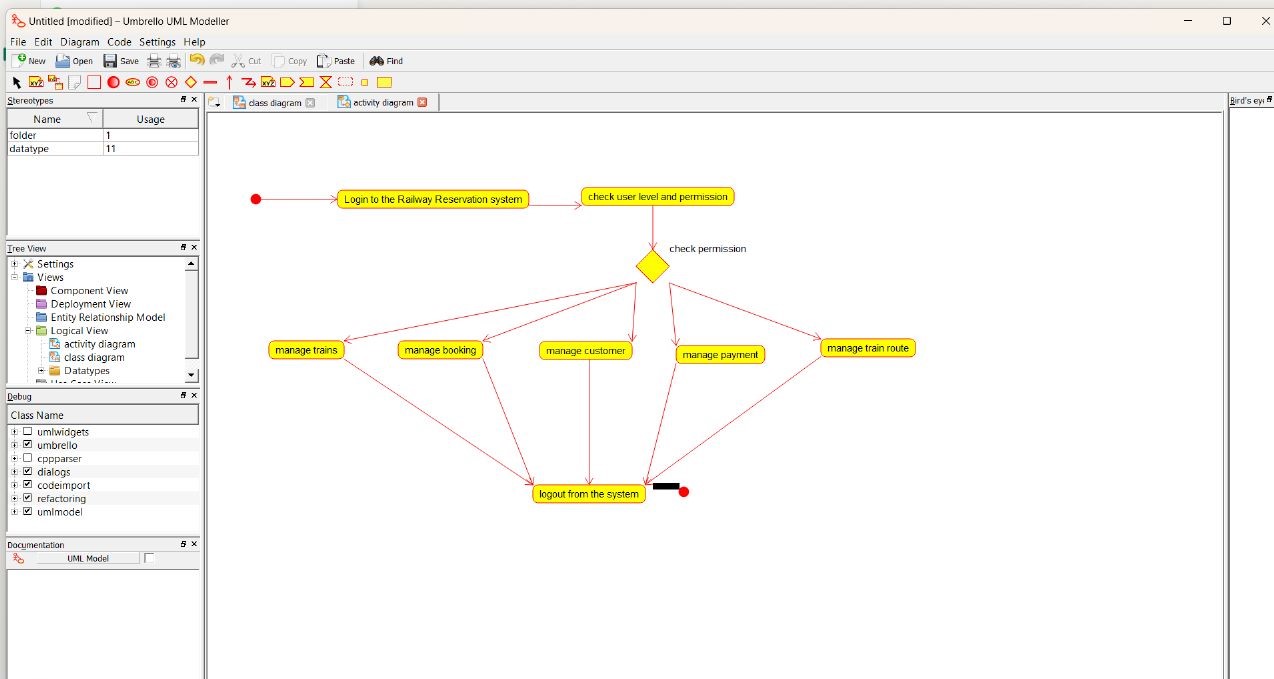 Untitled [modified] – Umbrello UML Modeller
File Edit Diagram Code Settings Help
New Open Save Cut Copy Paste Find
Stereotypes
class diagram activity diagram
Bird's ey
Name Usage
folder 1
datatype 11
Login to the Railway Reservation system
check user level and permission
check permission
manage trains
manage booking
manage customer
manage payment
manage train route
logout from the system
Tree View
Settings
Views
Component View
Deployment View
Entity Relationship Model
Logical View
activity diagram
class diagram
Datatypes
Debug
Class Name
umlwidgets
umbrello
cppparser
dialogs
codeimport
refactoring
umlmodel
Documentation
UML Model